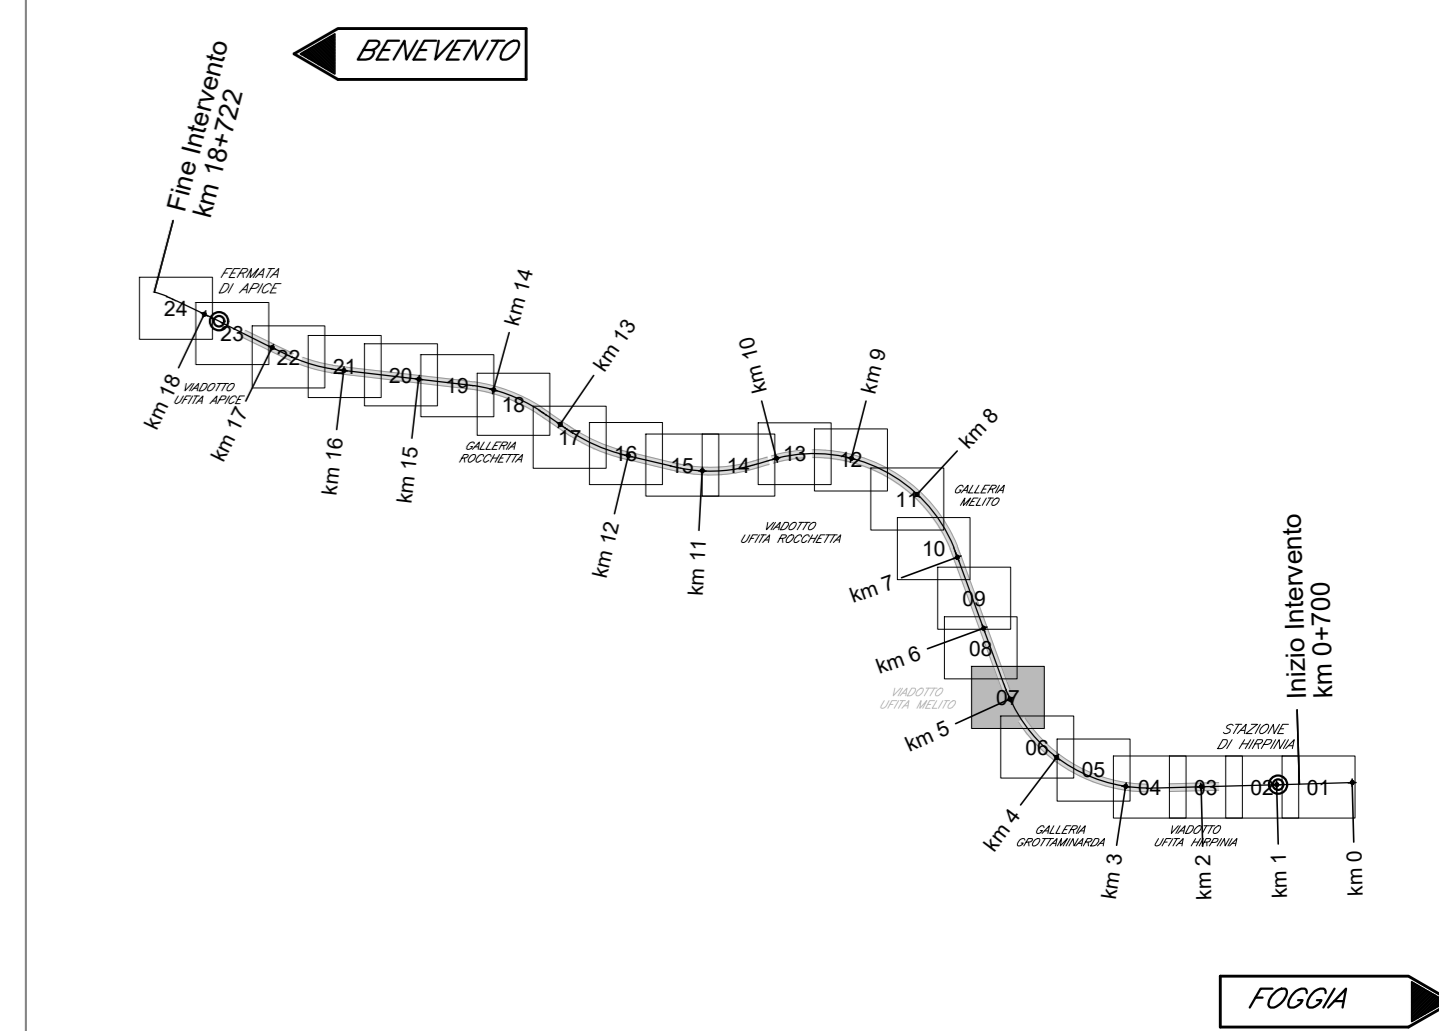 BENEVENTO
Fine Intervento
km 18+722
FERMATA
DI APICE
24
23
22
21
20
19
18
17
16
15
14
13
12
11
10
09
08
07
06
05
04
03
02
01
km 18
VIADOTTO
UFITA APICE
km 17
km 16
km 15
km 14
GALLERIA
ROCCHETTA
km 13
km 12
km 11
km 10
VIADOTTO
UFITA ROCCHETTA
km 9
km 8
GALLERIA
MELITO
km 7
km 6
VIADOTTO
UFITA MELITO
km 5
km 4
GALLERIA
GROTTAMINARDA
km 3
VIADOTTO
UFITA HIRPINIA
km 2
STAZIONE
DI HIRPINIA
km 1
Inizio Intervento
km 0+700
km 0
FOGGIA